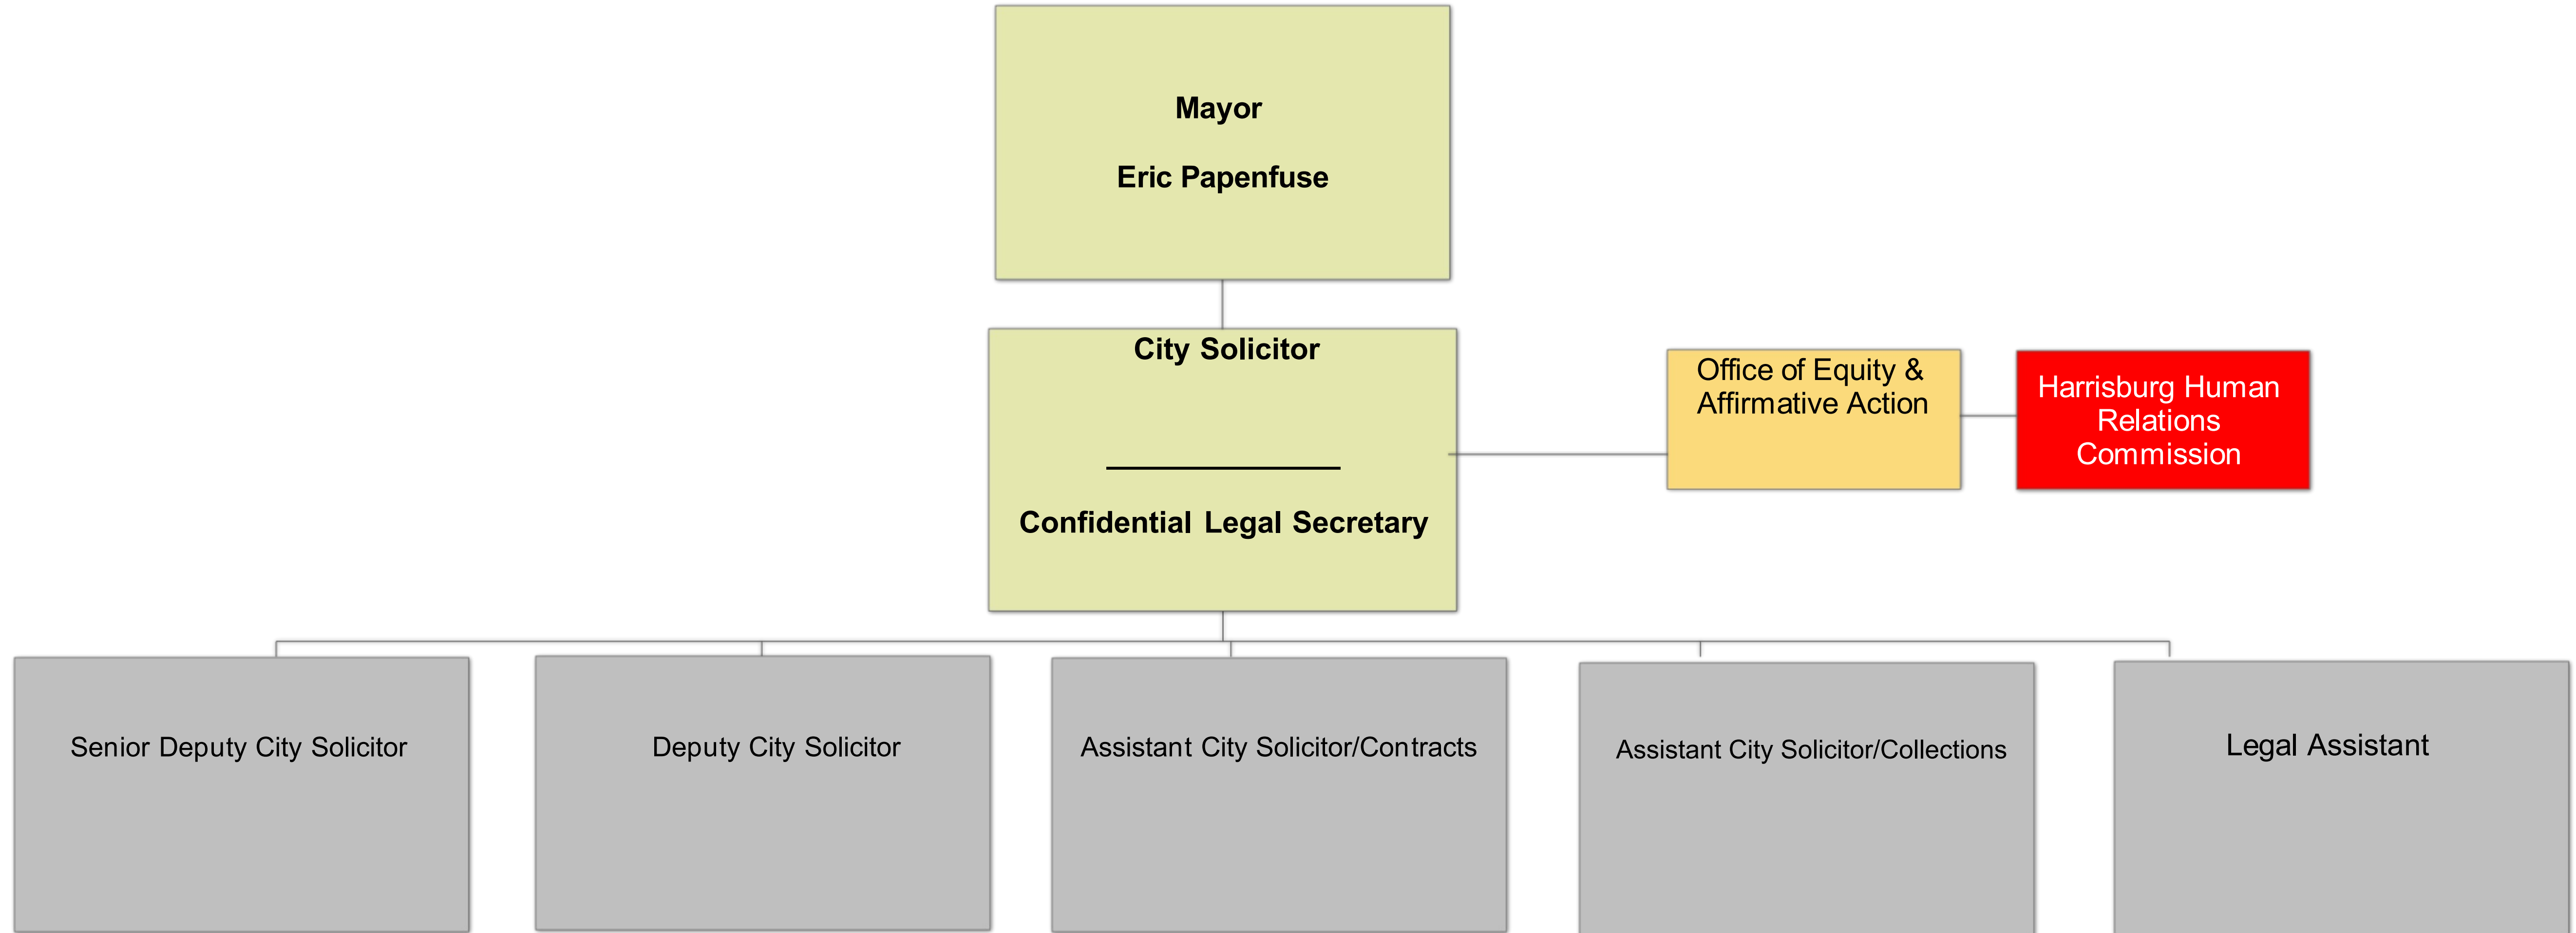 Mayor
Eric Papenfuse
City Solicitor
Confidential Legal Secretary
Office of Equity &
Affirmative Action
Harrisburg Human
Relations
Commission
Senior Deputy City Solicitor
Deputy City Solicitor
Assistant City Solicitor/Contracts
Assistant City Solicitor/Collections
Legal Assistant